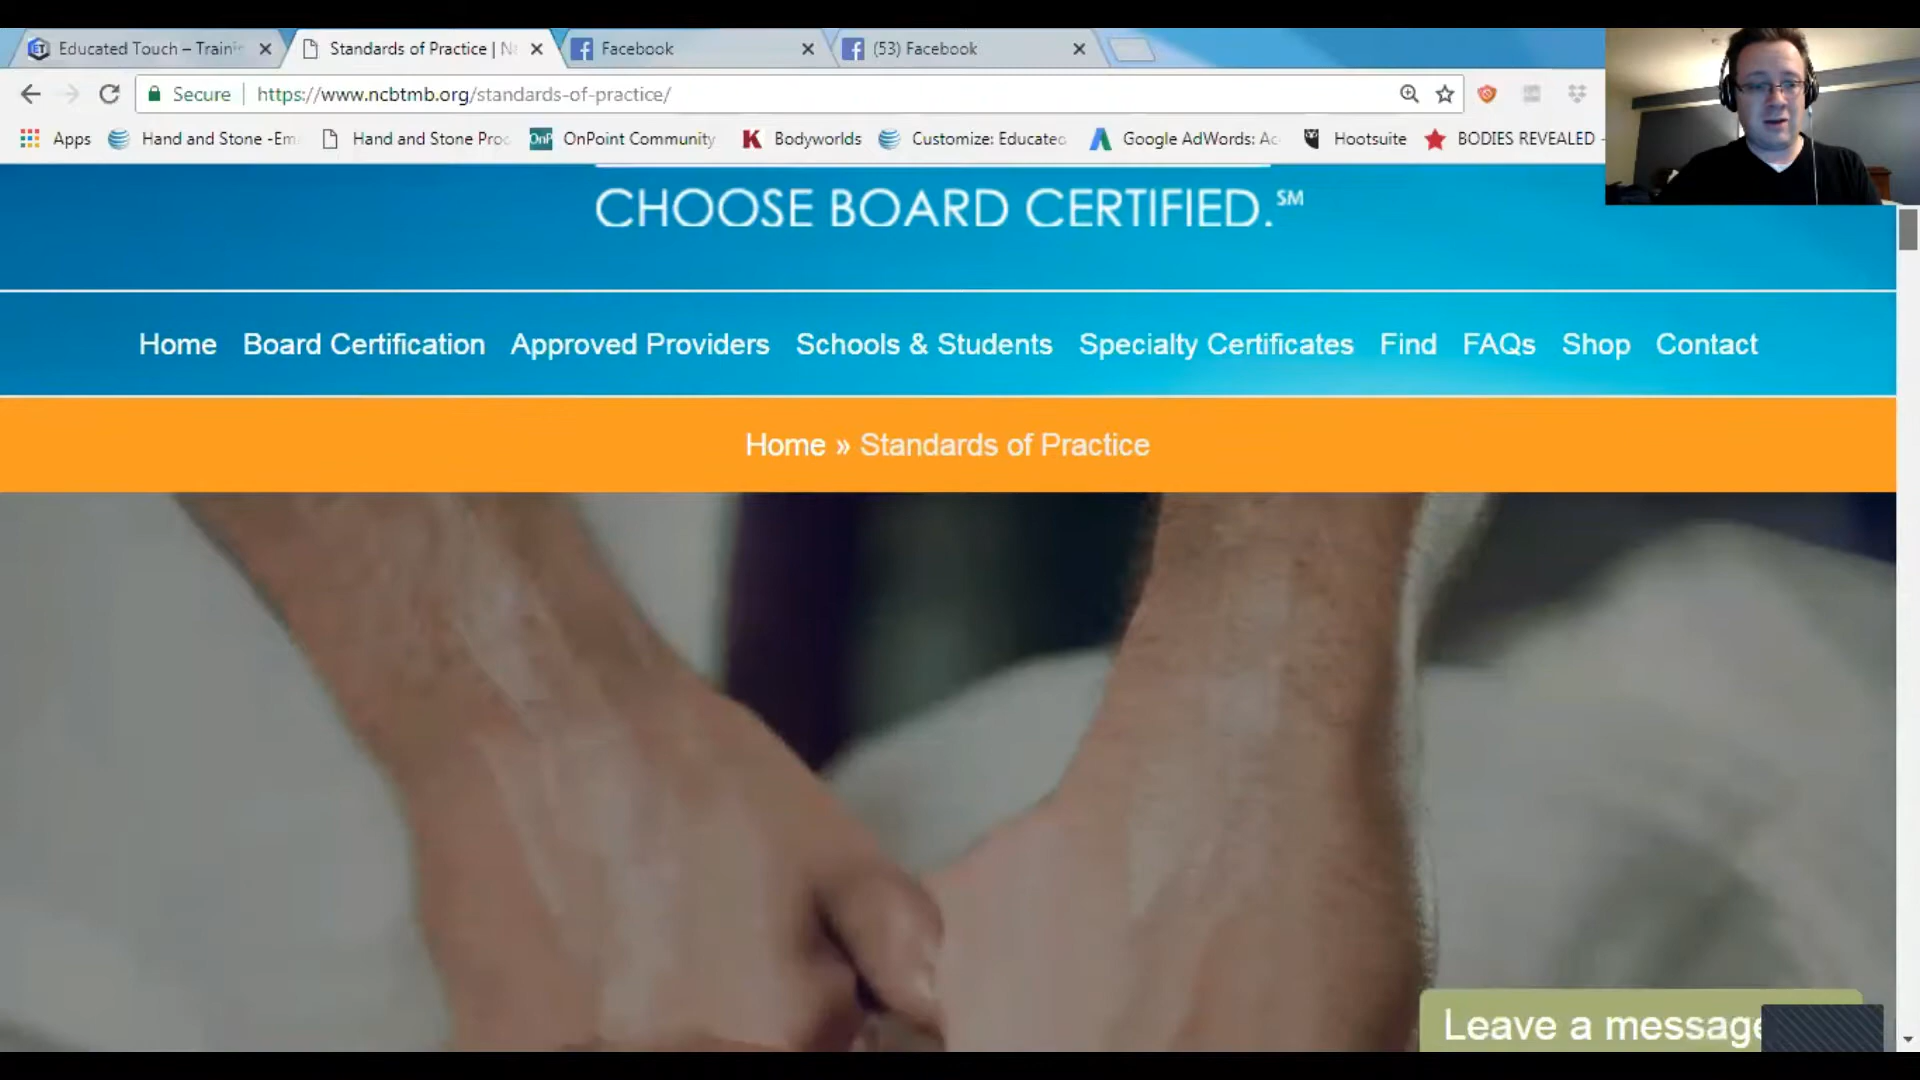 Educated Touch – Trainin
Standards of Practice | N
Facebook
(53) Facebook
Secure
https://www.ncbtmb.org/standards-of-practice/
Apps
Hand and Stone -Em
Hand and Stone Proc
OnP
OnPoint Community
K
Bodyworlds
Customize: Educated
Google AdWords: Ac
Hootsuite
BODIES REVEALED -
CHOOSE BOARD CERTIFIED.℠
Home
Board Certification
Approved Providers
Schools & Students
Specialty Certificates
Find
FAQs
Shop
Contact
Home » Standards of Practice
Leave a message